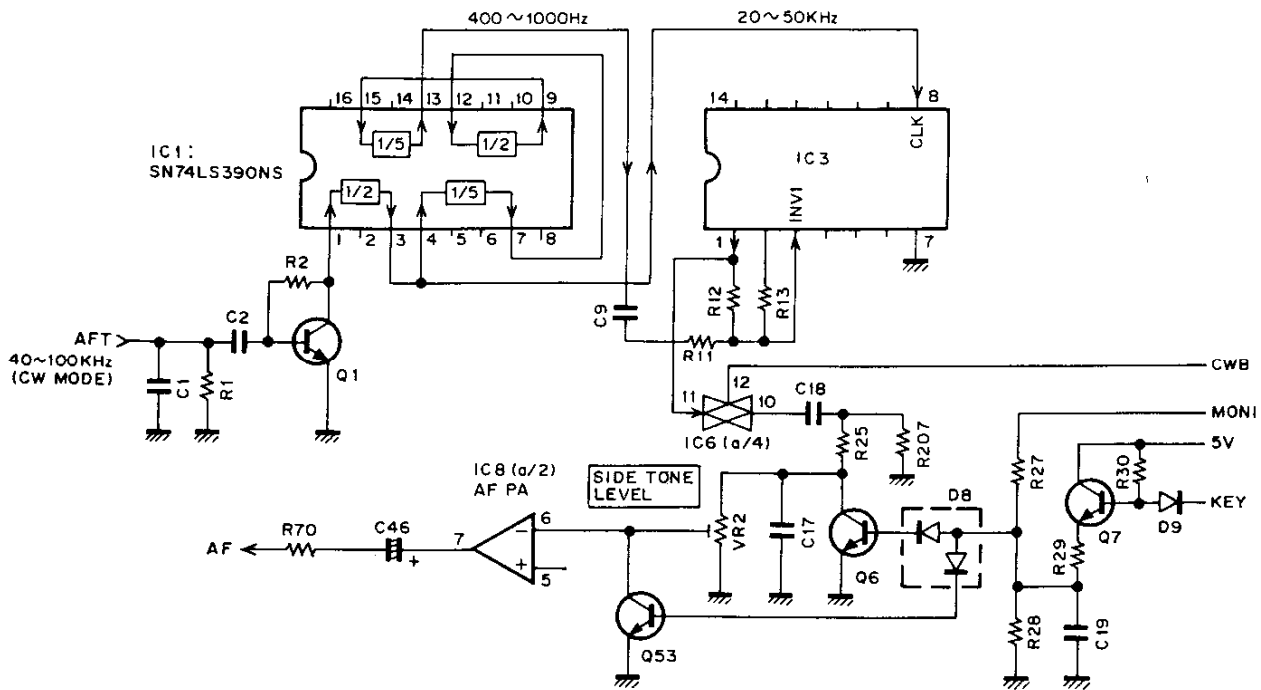 400~1000Hz
20~50KHz
16 15 14 13 12 11 10 9
14 8
1/5
1/2
CLK
IC1:
SN74LS390NS
IC3
1/2
1/5
INV1
1 2 3 4 5 6 7 8
1 7
R2
R12
R13
C9
C2
R11
AFT
40~100KHz
(CW MODE)
C1
R1
Q1
CWB
12
C18
11
10
MONI
IC6 (a/4)
R25
R207
5V
IC8 (a/2)
AF PA
SIDE TONE
LEVEL
R27
R30
D8
KEY
D9
6
R70
C46
7
VR2
C17
Q7
AF
+
-
+
5
Q6
R29
Q53
R28
C19